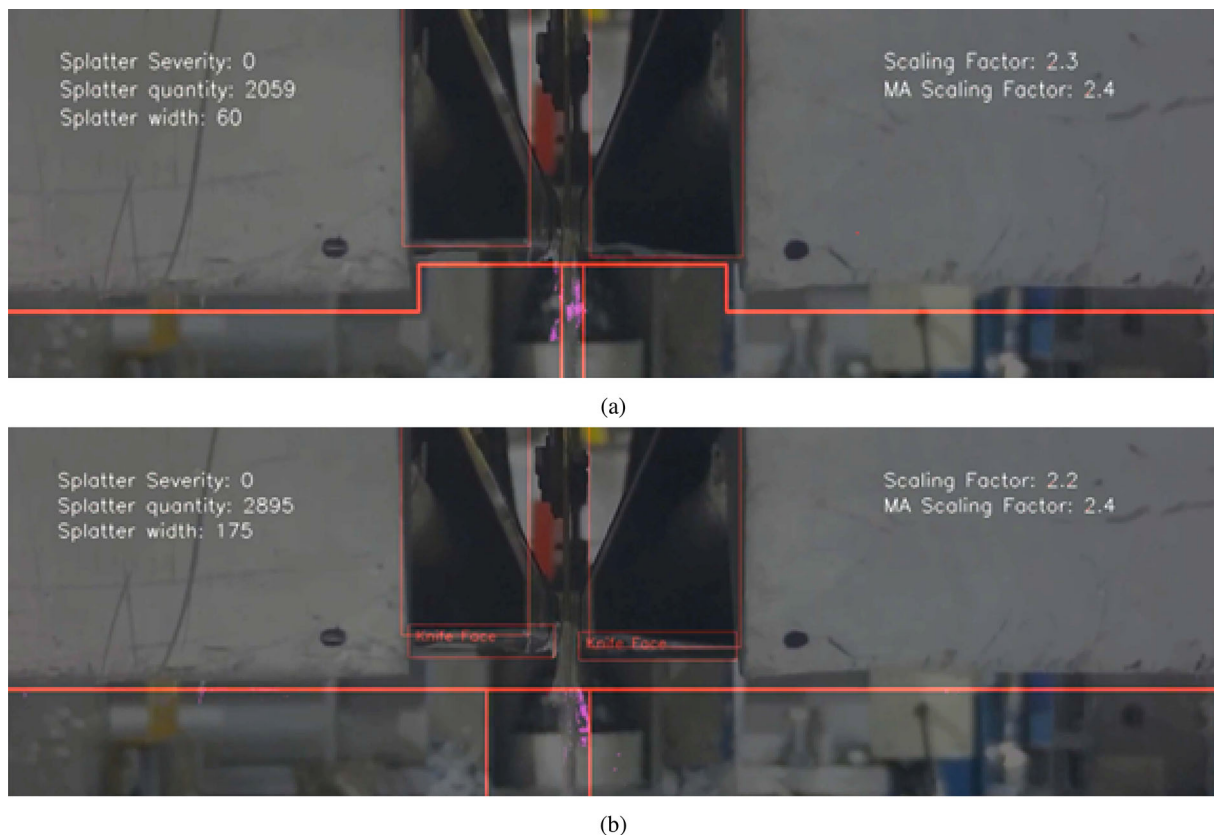 Splatter Severity: 0
Splatter quantity: 2059
Splatter width: 60
Scaling Factor: 2.3
MA Scaling Factor: 2.4
(a)
Splatter Severity: 0
Splatter quantity: 2895
Splatter width: 175
Scaling Factor: 2.2
MA Scaling Factor: 2.4
Knife Face
Knife Face
(b)